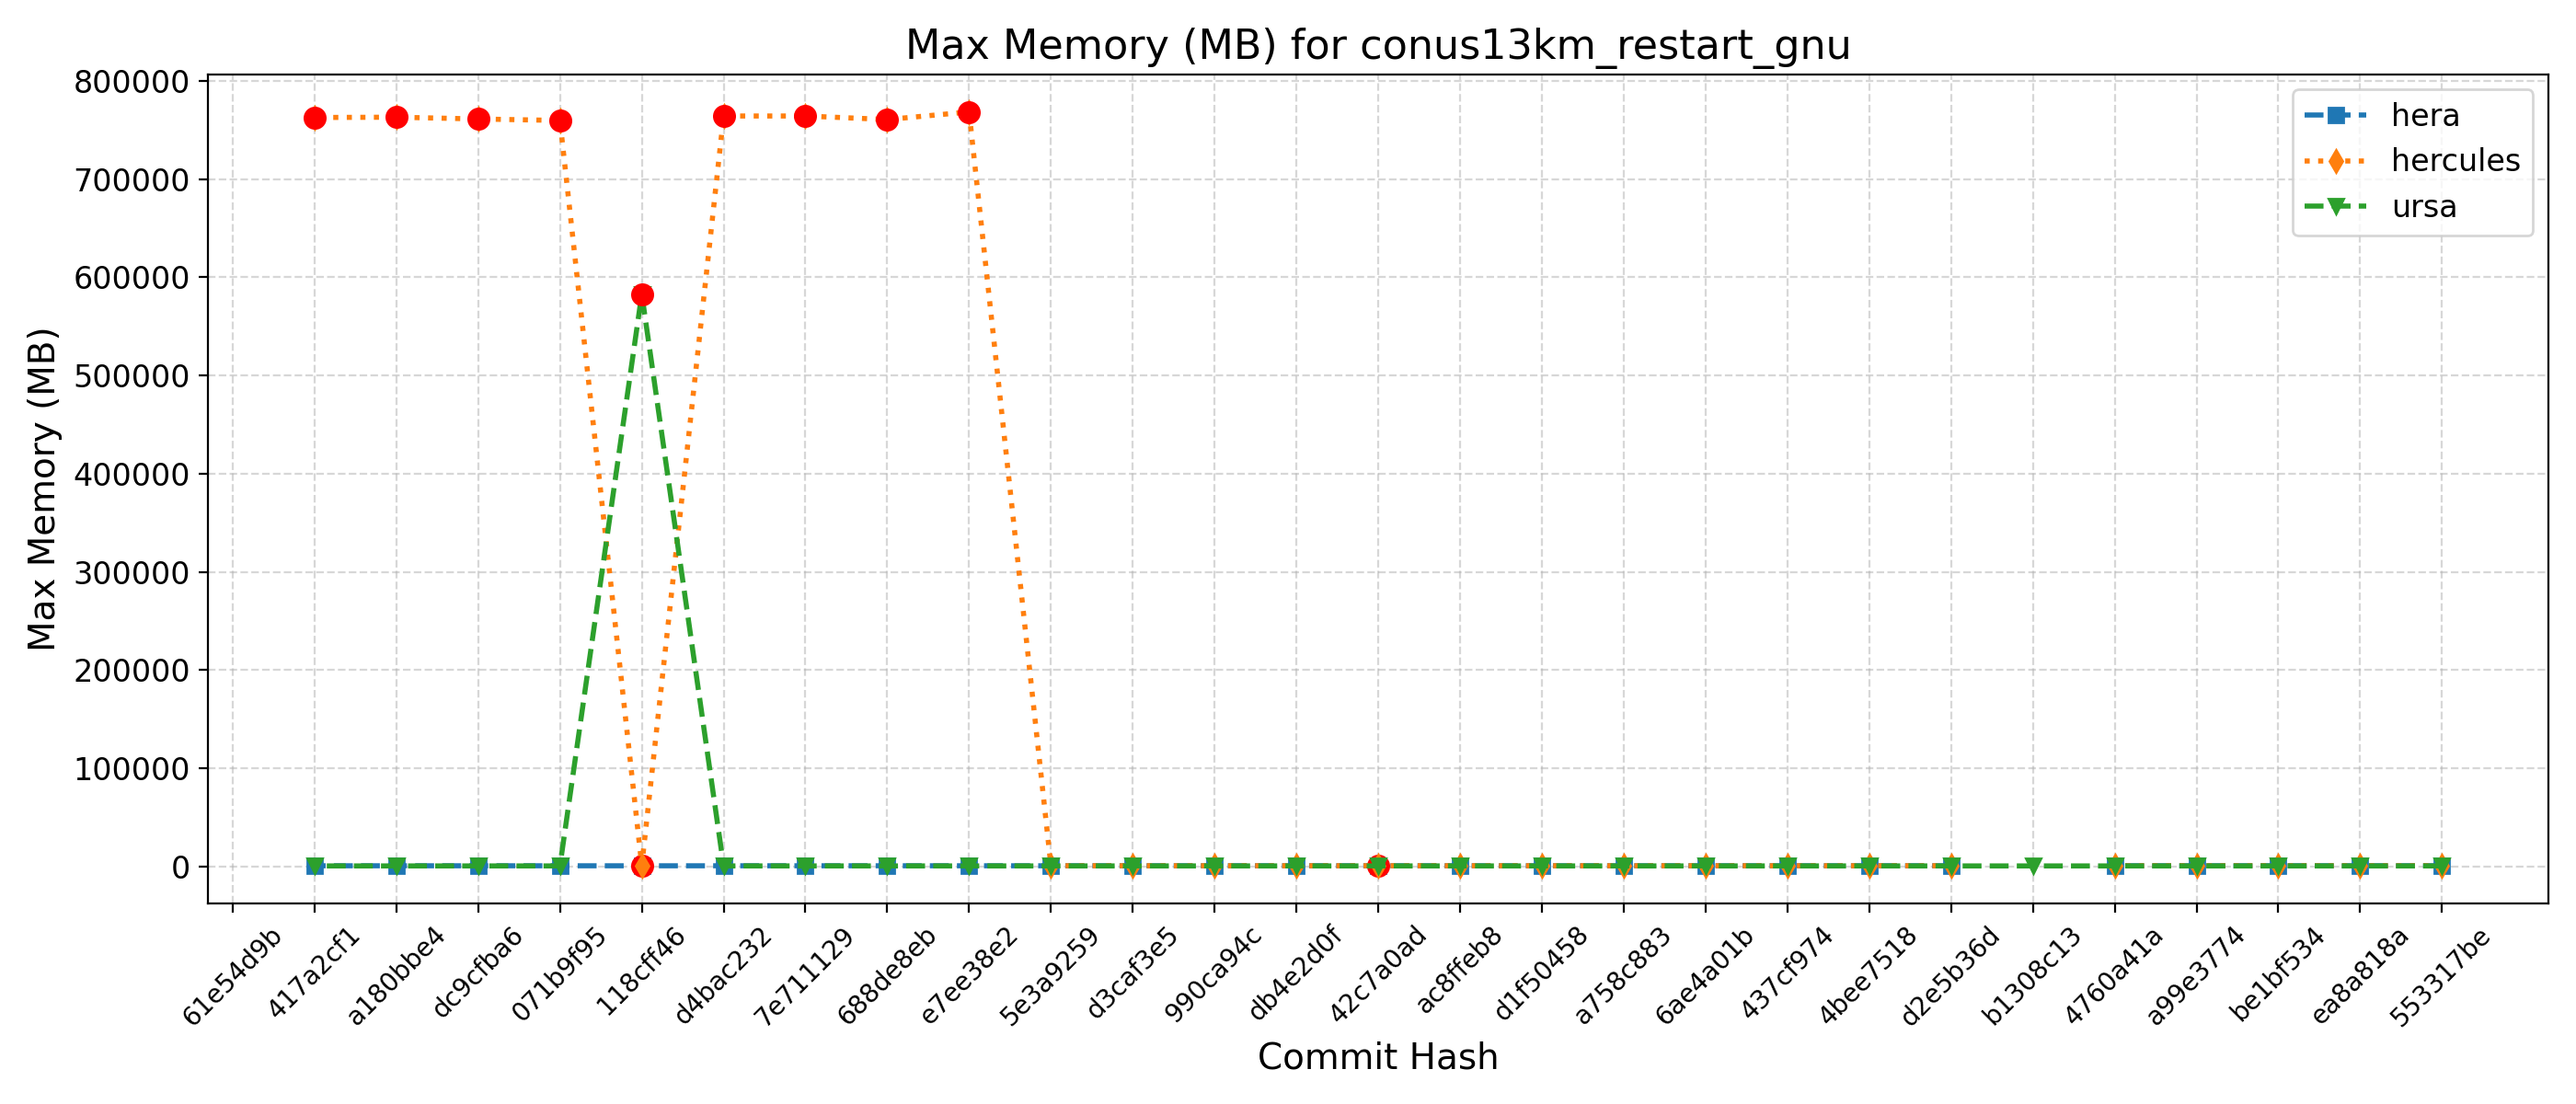 Max Memory (MB) for conus13km_restart_gnu
800000
700000
600000
500000
400000
300000
200000
100000
0
Max Memory (MB)
hera
hercules
ursa
61e54d9b
417a2cf1
a180bbe4
dc9cfba6
071b9f95
118cff46
d4bac232
7e711129
688de8eb
e7ee38e2
5e3a9259
d3caf3e5
990ca94c
db4e2d0f
42c7a0ad
ac8ffeb8
d1f50458
a758c883
6ae4a01b
437cf974
4bee7518
d2e5b36d
b1308c13
4760a41a
a99e3774
be1bf534
ea8a818a
553317be
Commit Hash